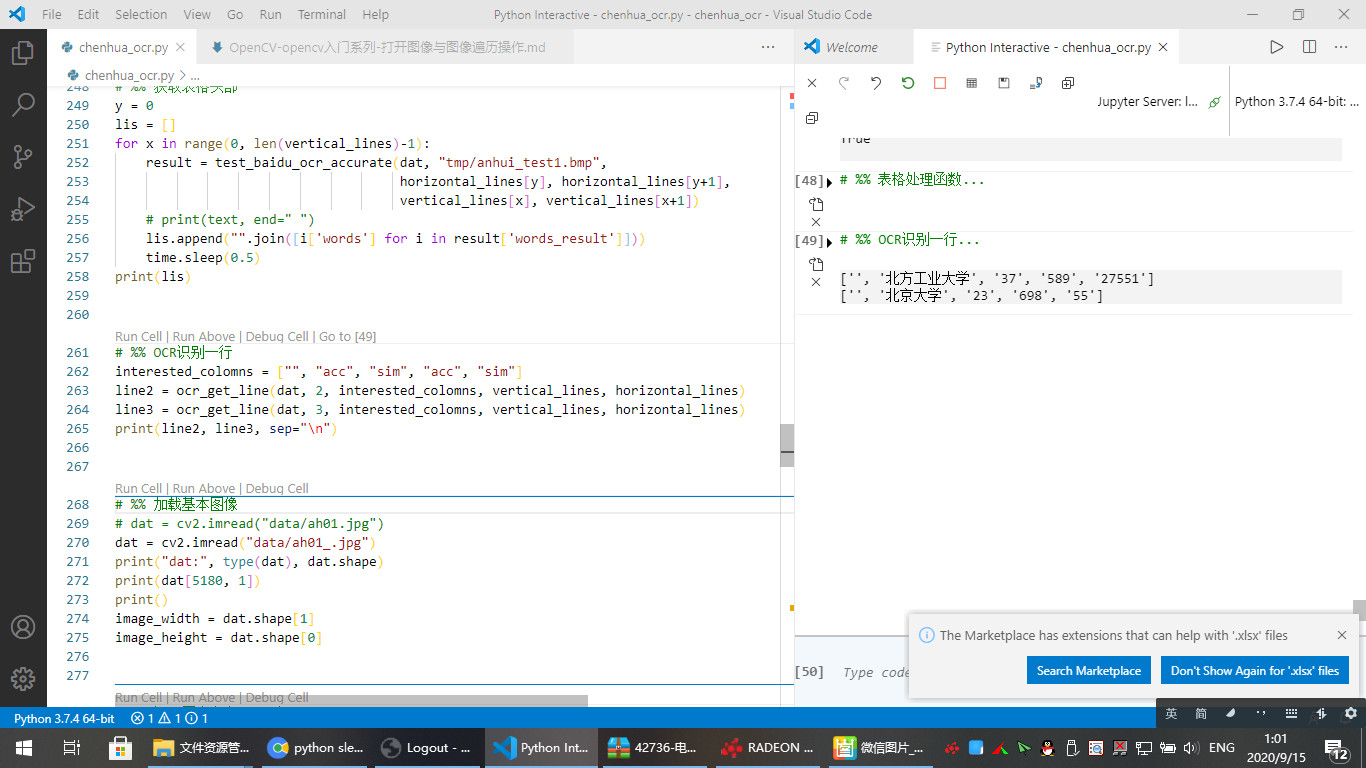 File Edit Selection View Go Run Terminal Help
Python Interactive - chenhua_ocr.py - chenhua_ocr - Visual Studio Code
chenhua_ocr.py
OpenCV-opencv入门系列-打开图像与图像遍历操作.md
chenhua_ocr.py > ...
248 # %% 获取表格头部
249 y = 0
250 lis = []
251 for x in range(0, len(vertical_lines)-1):
252 result = test_baidu_ocr_accurate(dat, "tmp/anhui_test1.bmp",
253 horizontal_lines[y], horizontal_lines[y+1],
254 vertical_lines[x], vertical_lines[x+1])
255 # print(text, end=" ")
256 lis.append("".join([i['words'] for i in result['words_result']]))
257 time.sleep(0.5)
258 print(lis)
259
260
Run Cell | Run Above | Debug Cell | Go to [49]
261 # %% OCR识别一行
262 interested_colomns = ["", "acc", "sim", "acc", "sim"]
263 line2 = ocr_get_line(dat, 2, interested_colomns, vertical_lines, horizontal_lines)
264 line3 = ocr_get_line(dat, 3, interested_colomns, vertical_lines, horizontal_lines)
265 print(line2, line3, sep="\n")
266
267
Run Cell | Run Above | Debug Cell
268 # %% 加载基本图像
269 # dat = cv2.imread("data/ah01.jpg")
270 dat = cv2.imread("data/ah01_.jpg")
271 print("dat:", type(dat), dat.shape)
272 print(dat[5180, 1])
273 print()
274 image_width = dat.shape[1]
275 image_height = dat.shape[0]
276
277
Run Cell | Run Above | Debug Cell
Welcome
Python Interactive - chenhua_ocr.py
Jupyter Server: l...
Python 3.7.4 64-bit: ...
True
[48] # %% 表格处理函数...
[49] # %% OCR识别一行...
['', '北方工业大学', '37', '589', '27551']
['', '北京大学', '23', '698', '55']
[50] Type code
The Marketplace has extensions that can help with '.xlsx' files
Search Marketplace
Don't Show Again for '.xlsx' files
Python 3.7.4 64-bit 1 1 1
英 简
文件资源管...
python sle...
Logout - ...
Python Int...
42736-电...
RADEON ...
微信图片_...
ENG
1:01
2020/9/15
12